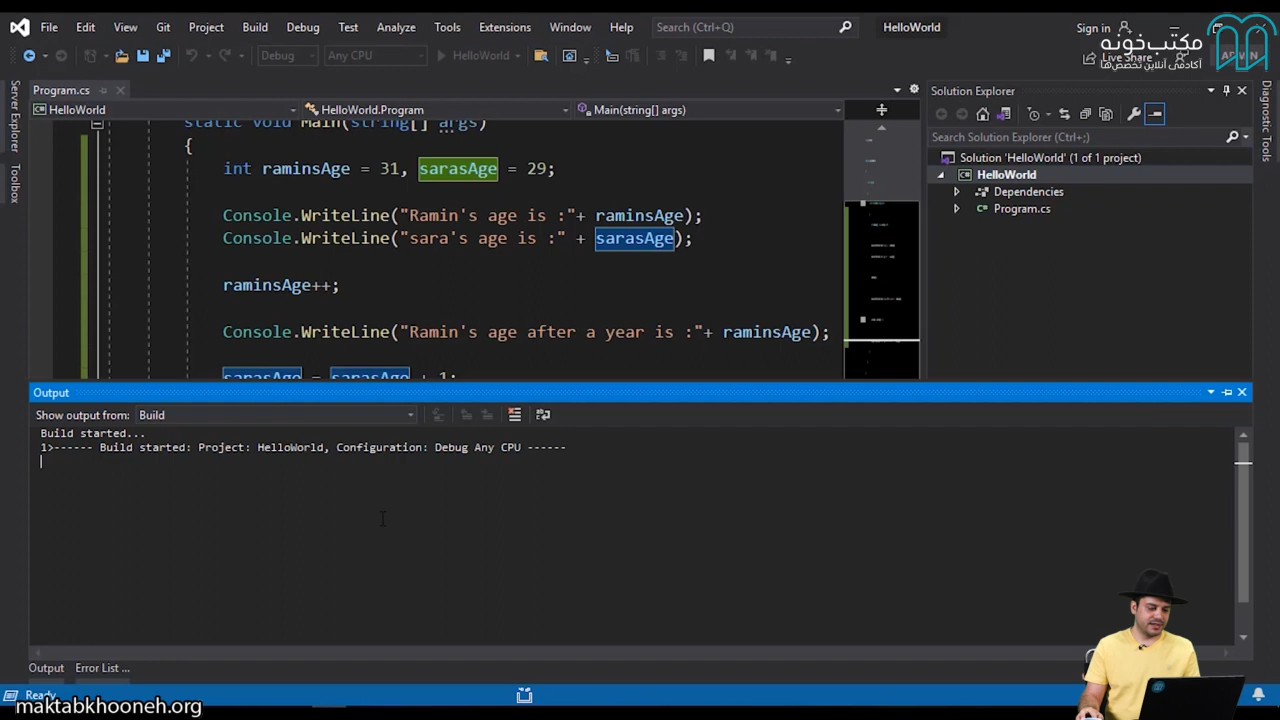 File Edit View Git Project Build Debug Test Analyze Tools Extensions Window Help Search (Ctrl+Q) HelloWorld Sign in
مکتب‌خونه
آکادمی آنلاین تخصص‌ها
Debug Any CPU HelloWorld Live Share ADMIN
Program.cs
HelloWorld HelloWorld.Program Main(string[] args)
Server Explorer
Toolbox
static void Main(string[] args)
{
int raminsAge = 31, sarasAge = 29;
Console.WriteLine("Ramin's age is :"+ raminsAge);
Console.WriteLine("sara's age is :" + sarasAge);
raminsAge++;
Console.WriteLine("Ramin's age after a year is :"+ raminsAge);
sarasAge = sarasAge + 1;
Solution Explorer
Search Solution Explorer (Ctrl+;)
Solution 'HelloWorld' (1 of 1 project)
HelloWorld
Dependencies
Program.cs
Diagnostic Tools
Output
Show output from: Build
Build started...
1>------ Build started: Project: HelloWorld, Configuration: Debug Any CPU ------
Output Error List ...
Ready
maktabkhooneh.org